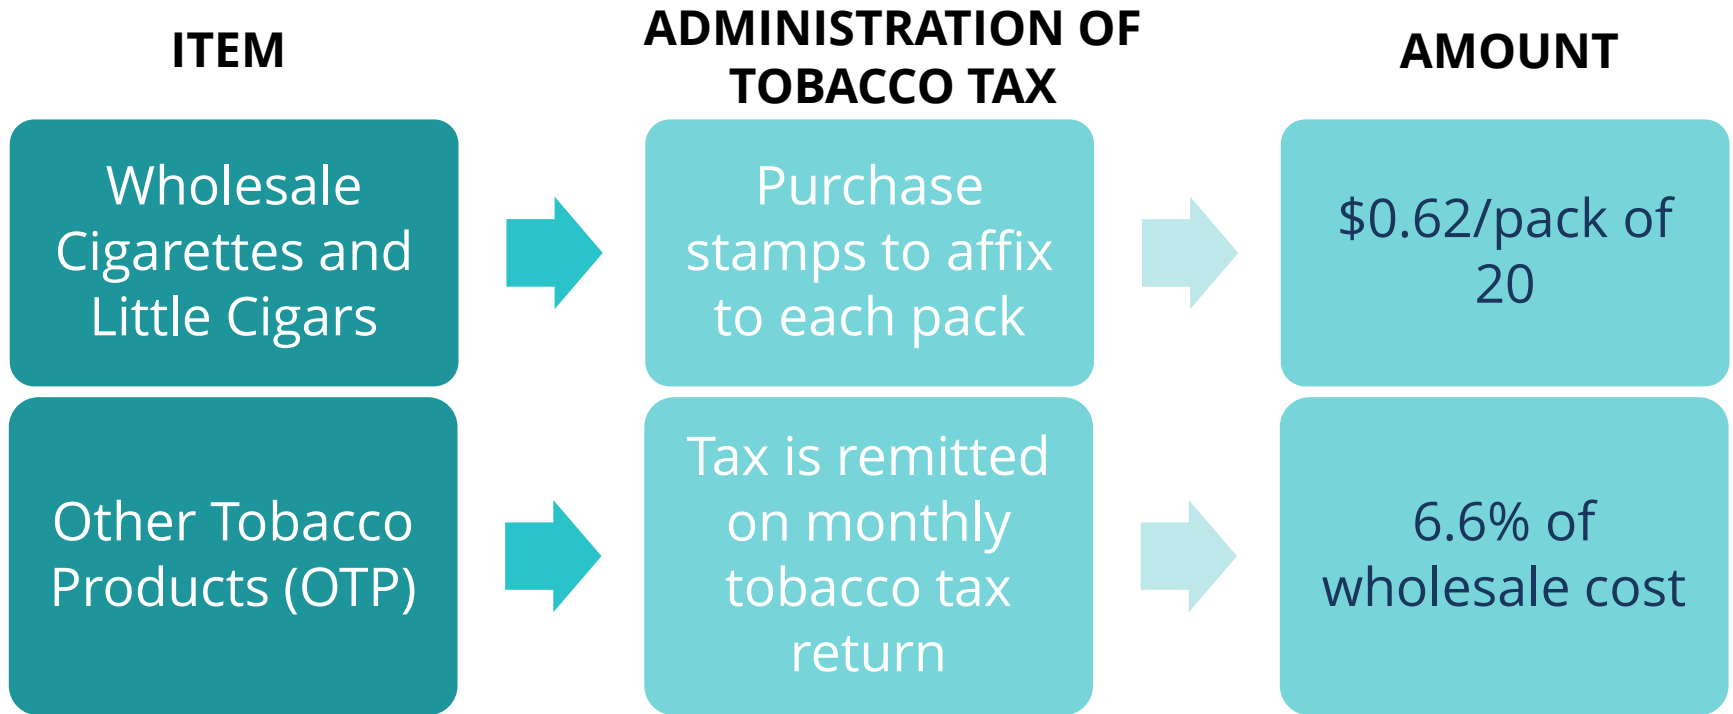 ITEM
ADMINISTRATION OF
TOBACCO TAX
AMOUNT
Wholesale
Cigarettes and
Little Cigars
Purchase
stamps to affix
to each pack
$0.62/pack of
20
Other Tobacco
Products (OTP)
Tax is remitted
on monthly
tobacco tax
return
6.6% of
wholesale cost